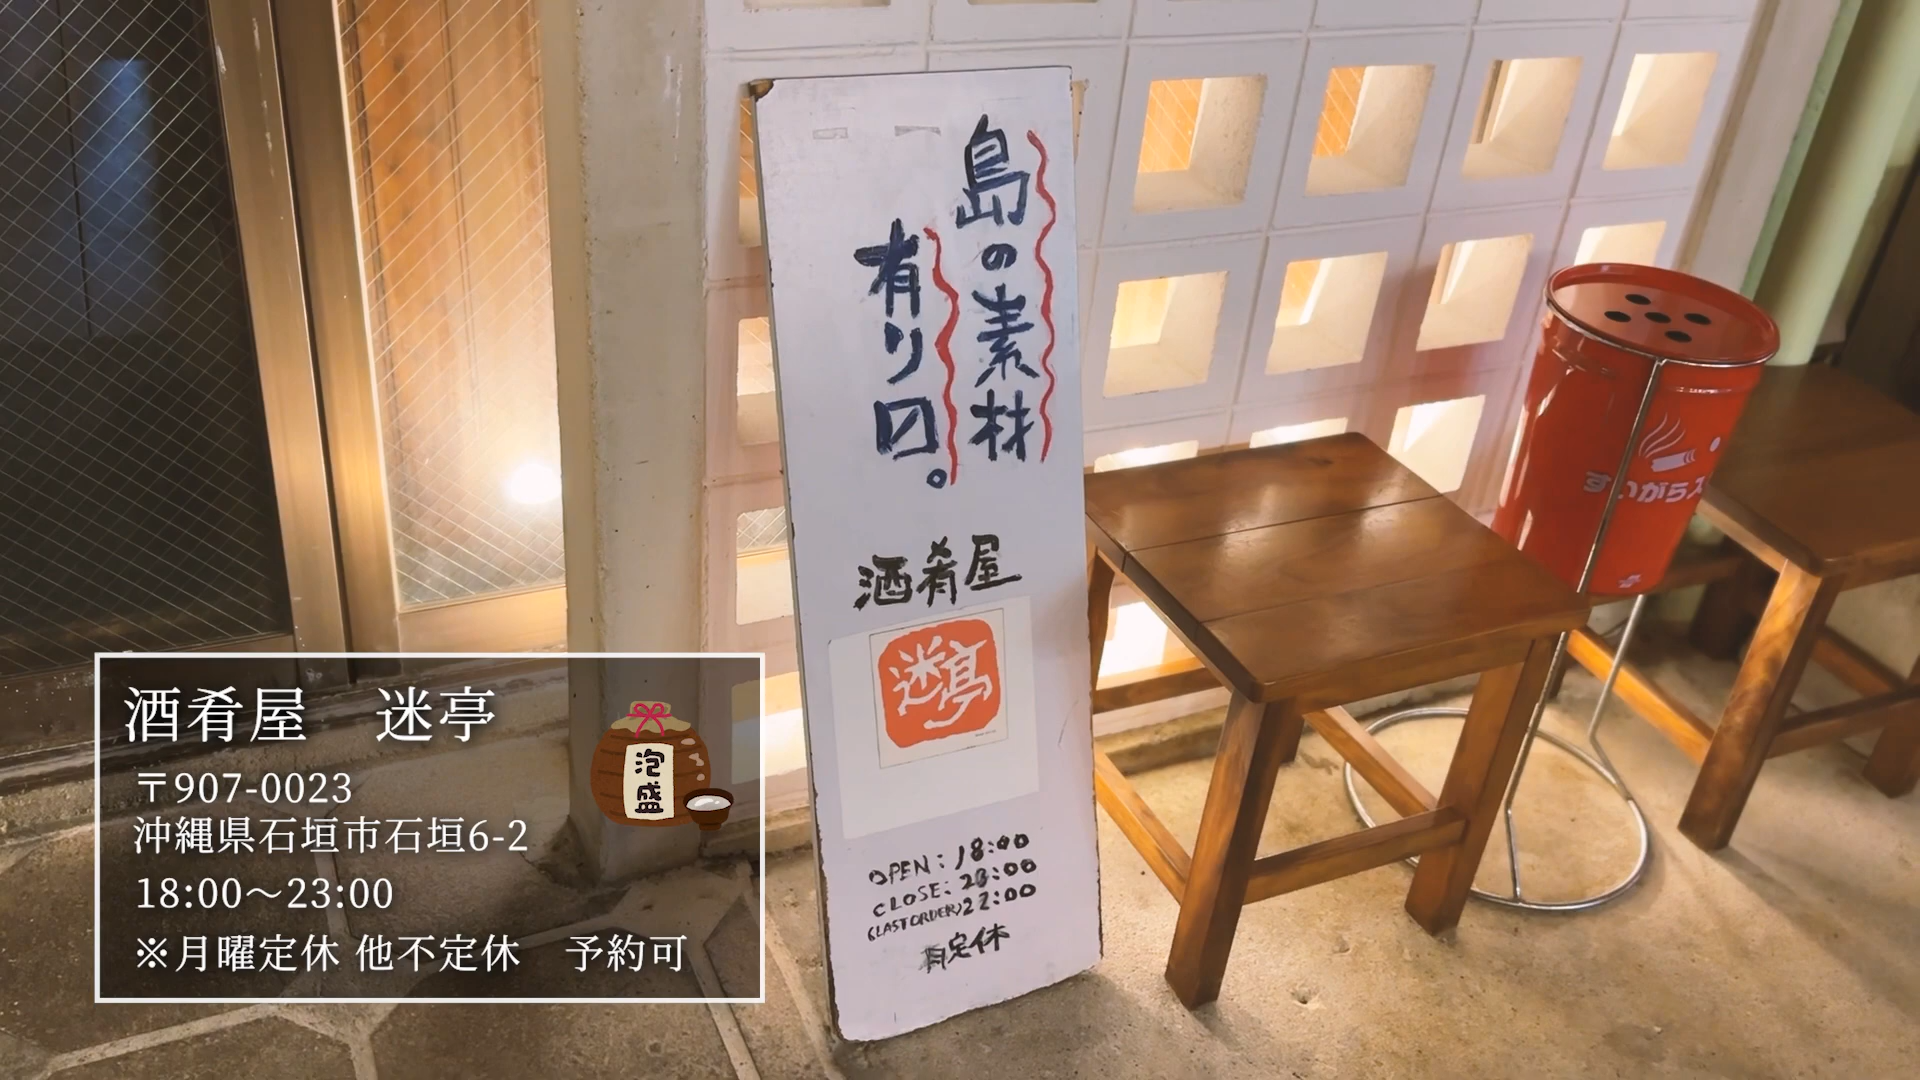 島の素材
有り〼。
酒肴屋
迷亭
OPEN:18:00
CLOSE:23:00
(LAST ORDER)22:00
定休
すいがら
酒肴屋　迷亭
泡盛
〒907-0023
沖縄県石垣市石垣6-2
18:00～23:00
※月曜定休 他不定休　予約可